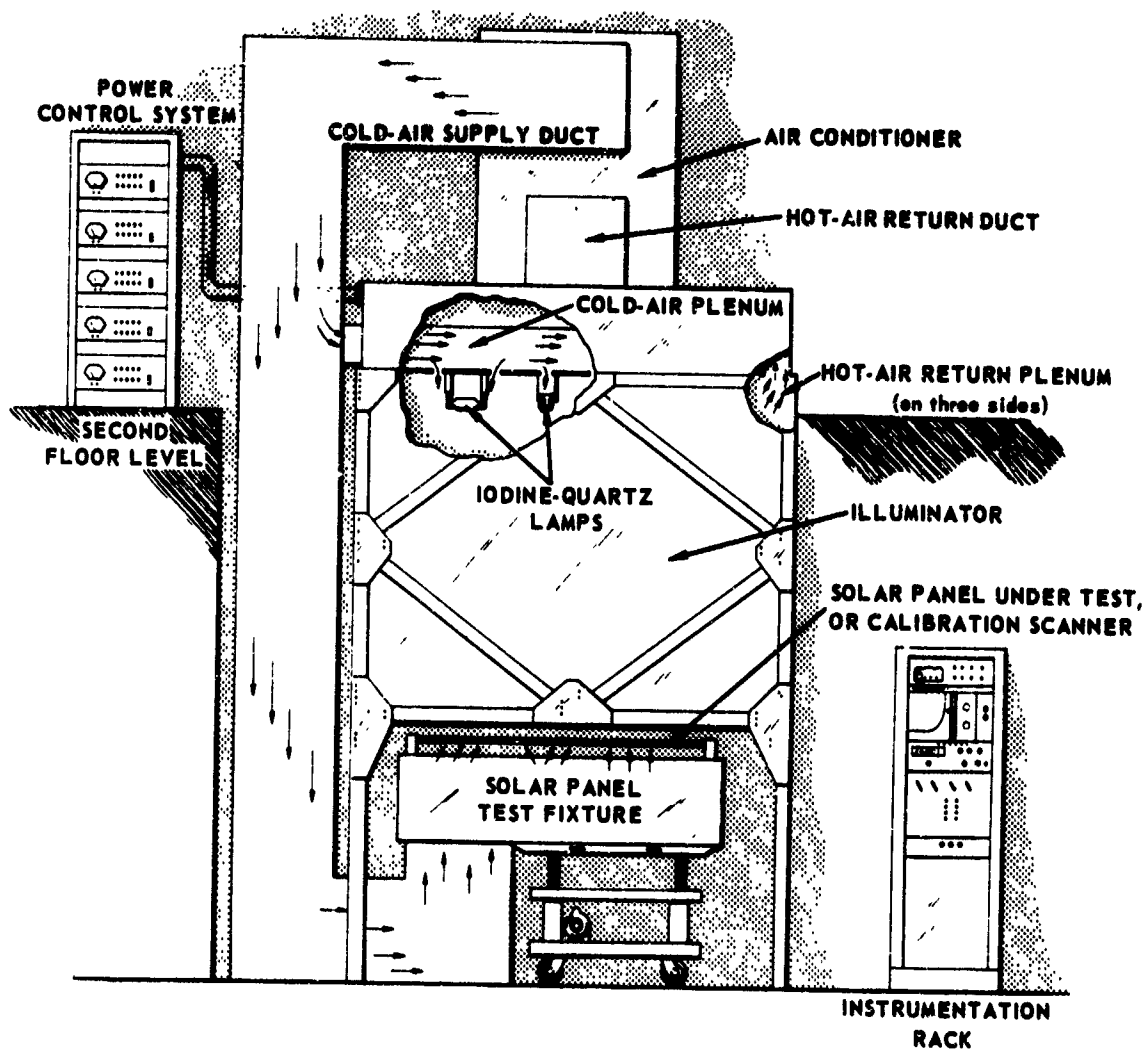 POWER
CONTROL SYSTEM
COLD-AIR SUPPLY DUCT
AIR CONDITIONER
HOT-AIR RETURN DUCT
COLD-AIR PLENUM
HOT-AIR RETURN PLENUM
(on three sides)
SECOND
FLOOR LEVEL
IODINE-QUARTZ
LAMPS
ILLUMINATOR
SOLAR PANEL UNDER TEST,
OR CALIBRATION SCANNER
SOLAR PANEL
TEST FIXTURE
INSTRUMENTATION
RACK